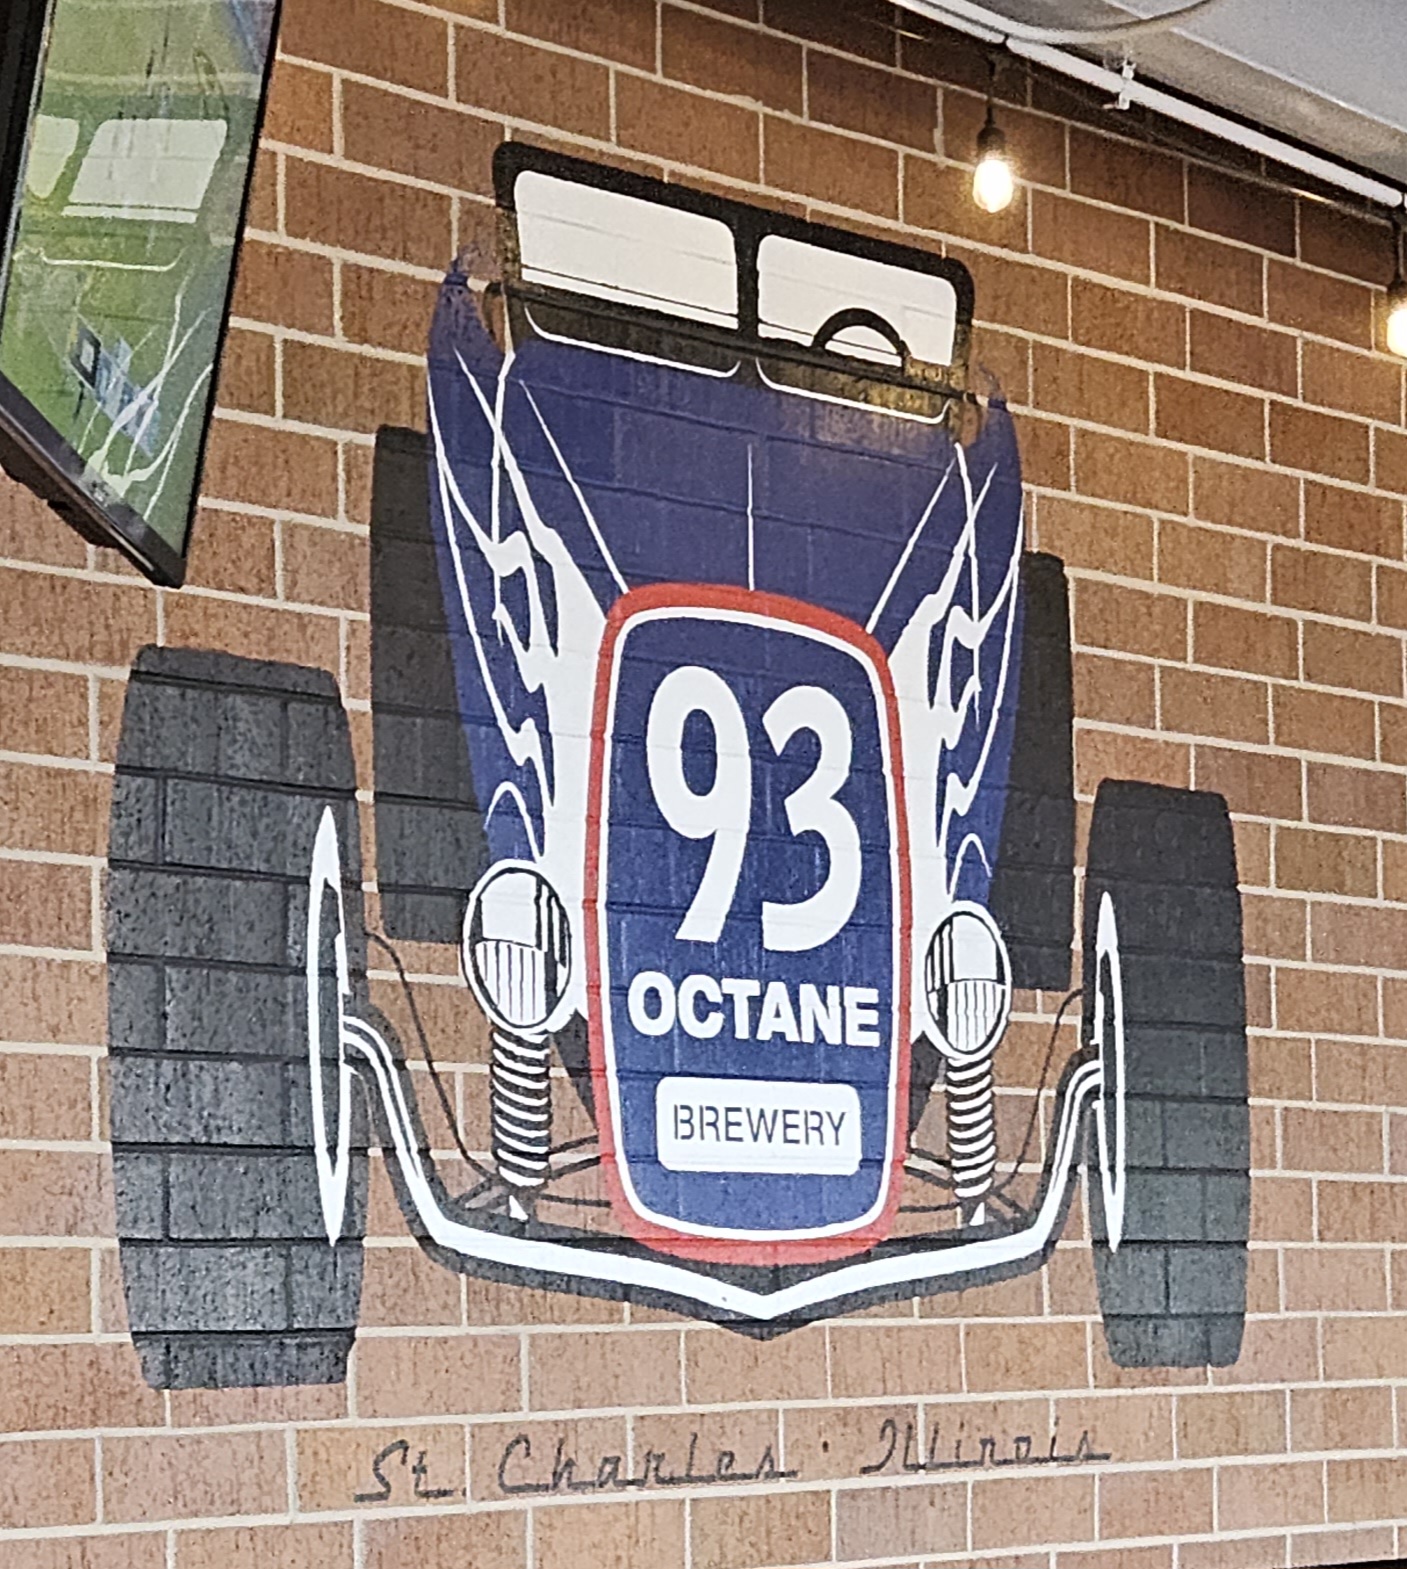 93
OCTANE
BREWERY
St Charles · Illinois